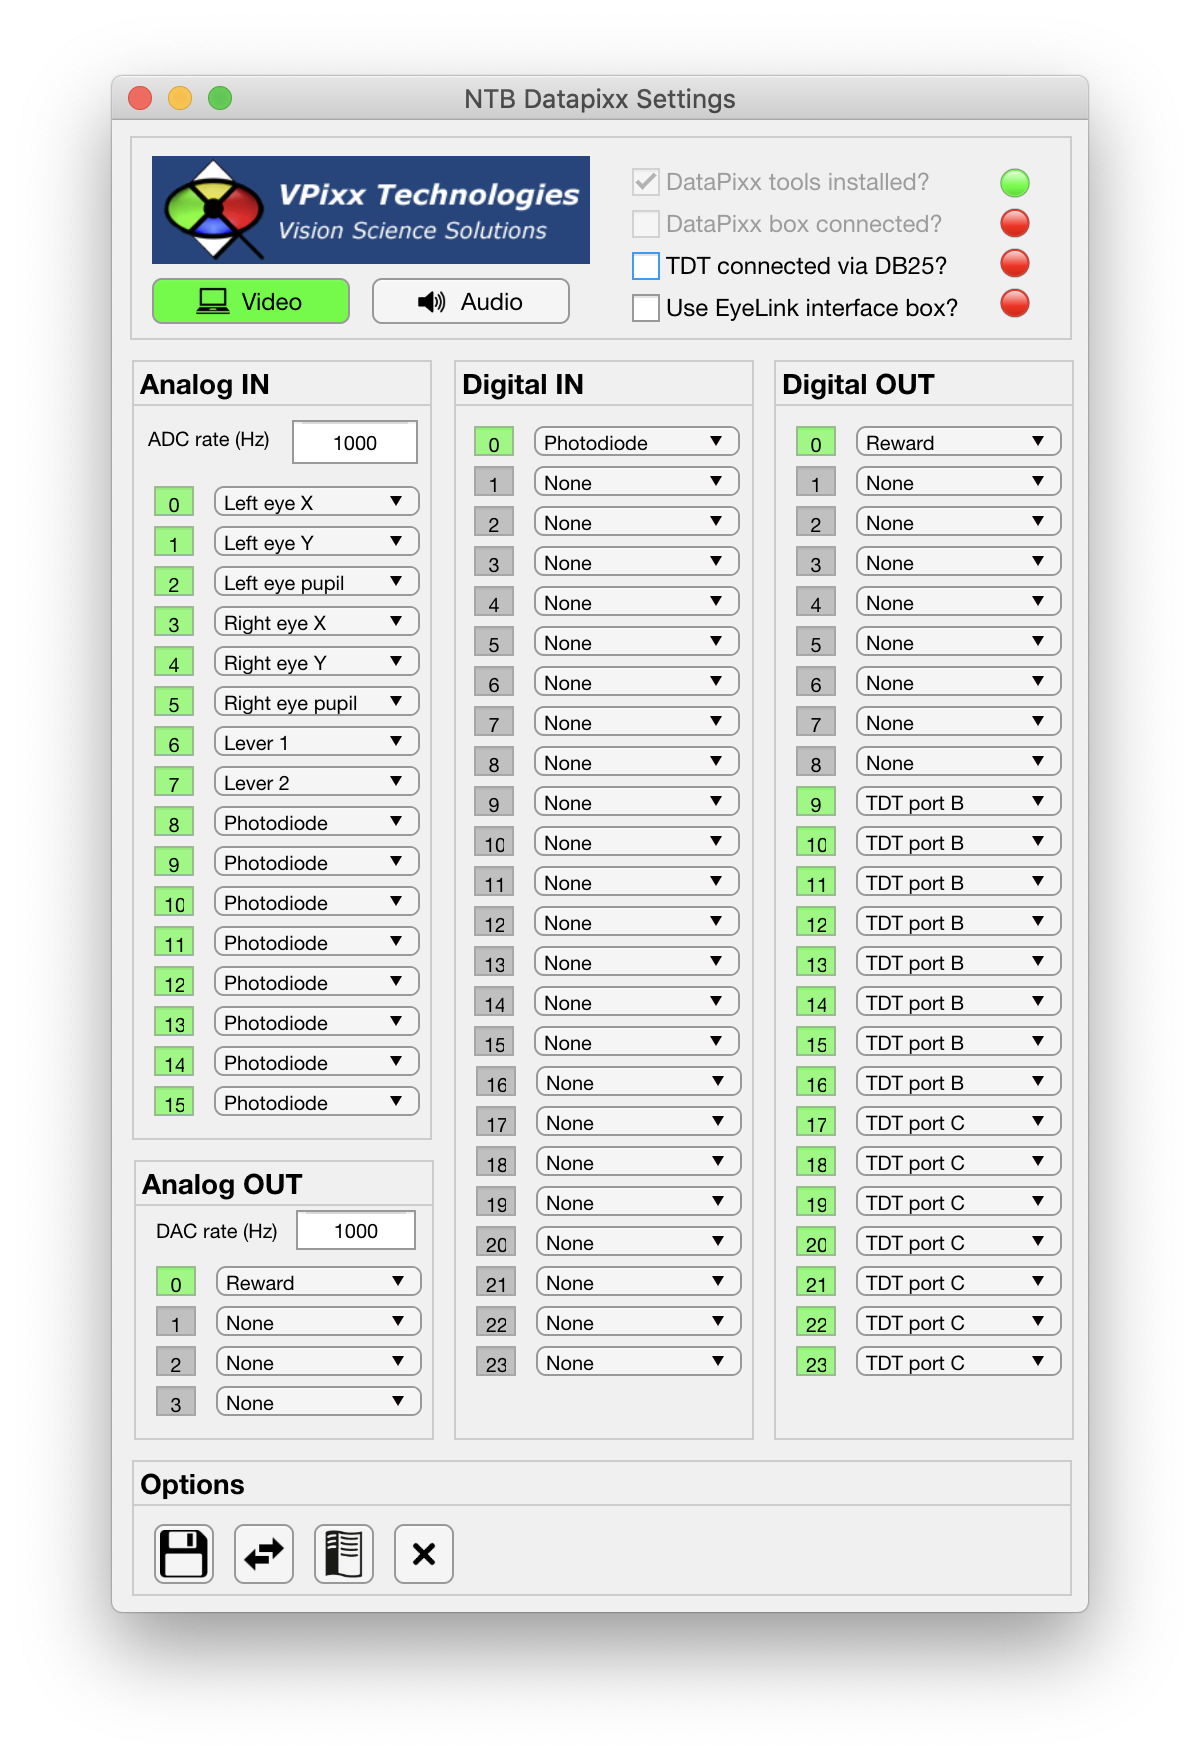 NTB Datapixx Settings
VPixx Technologies
Vision Science Solutions
Video
Audio
DataPixx tools installed?
DataPixx box connected?
TDT connected via DB25?
Use EyeLink interface box?
Analog IN
ADC rate (Hz)
1000
0 Left eye X
1 Left eye Y
2 Left eye pupil
3 Right eye X
4 Right eye Y
5 Right eye pupil
6 Lever 1
7 Lever 2
8 Photodiode
9 Photodiode
10 Photodiode
11 Photodiode
12 Photodiode
13 Photodiode
14 Photodiode
15 Photodiode
Analog OUT
DAC rate (Hz)
1000
0 Reward
1 None
2 None
3 None
Digital IN
0 Photodiode
1 None
2 None
3 None
4 None
5 None
6 None
7 None
8 None
9 None
10 None
11 None
12 None
13 None
14 None
15 None
16 None
17 None
18 None
19 None
20 None
21 None
22 None
23 None
Digital OUT
0 Reward
1 None
2 None
3 None
4 None
5 None
6 None
7 None
8 None
9 TDT port B
10 TDT port B
11 TDT port B
12 TDT port B
13 TDT port B
14 TDT port B
15 TDT port B
16 TDT port B
17 TDT port C
18 TDT port C
19 TDT port C
20 TDT port C
21 TDT port C
22 TDT port C
23 TDT port C
Options